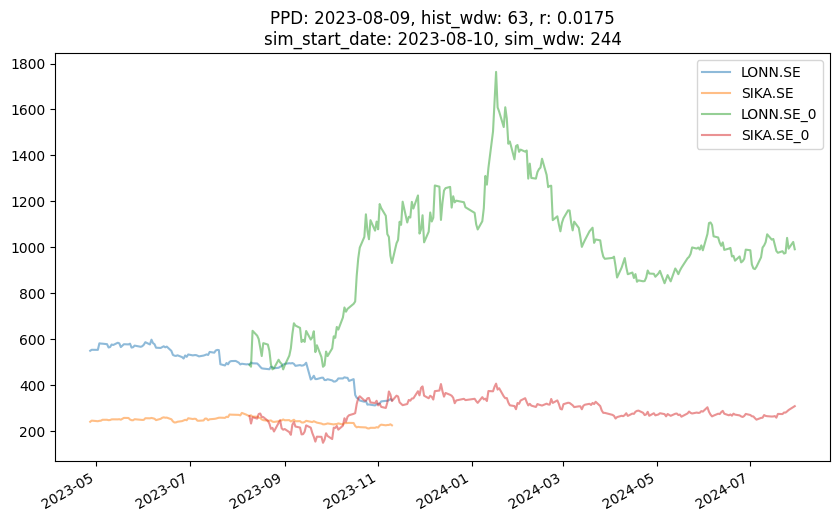 PPD: 2023-08-09, hist_wdw: 63, r: 0.0175
sim_start_date: 2023-08-10, sim_wdw: 244
1800
1600
1400
1200
1000
800
600
400
200
LONN.SE
SIKA.SE
LONN.SE_0
SIKA.SE_0
2023-05
2023-07
2023-09
2023-11
2024-01
2024-03
2024-05
2024-07